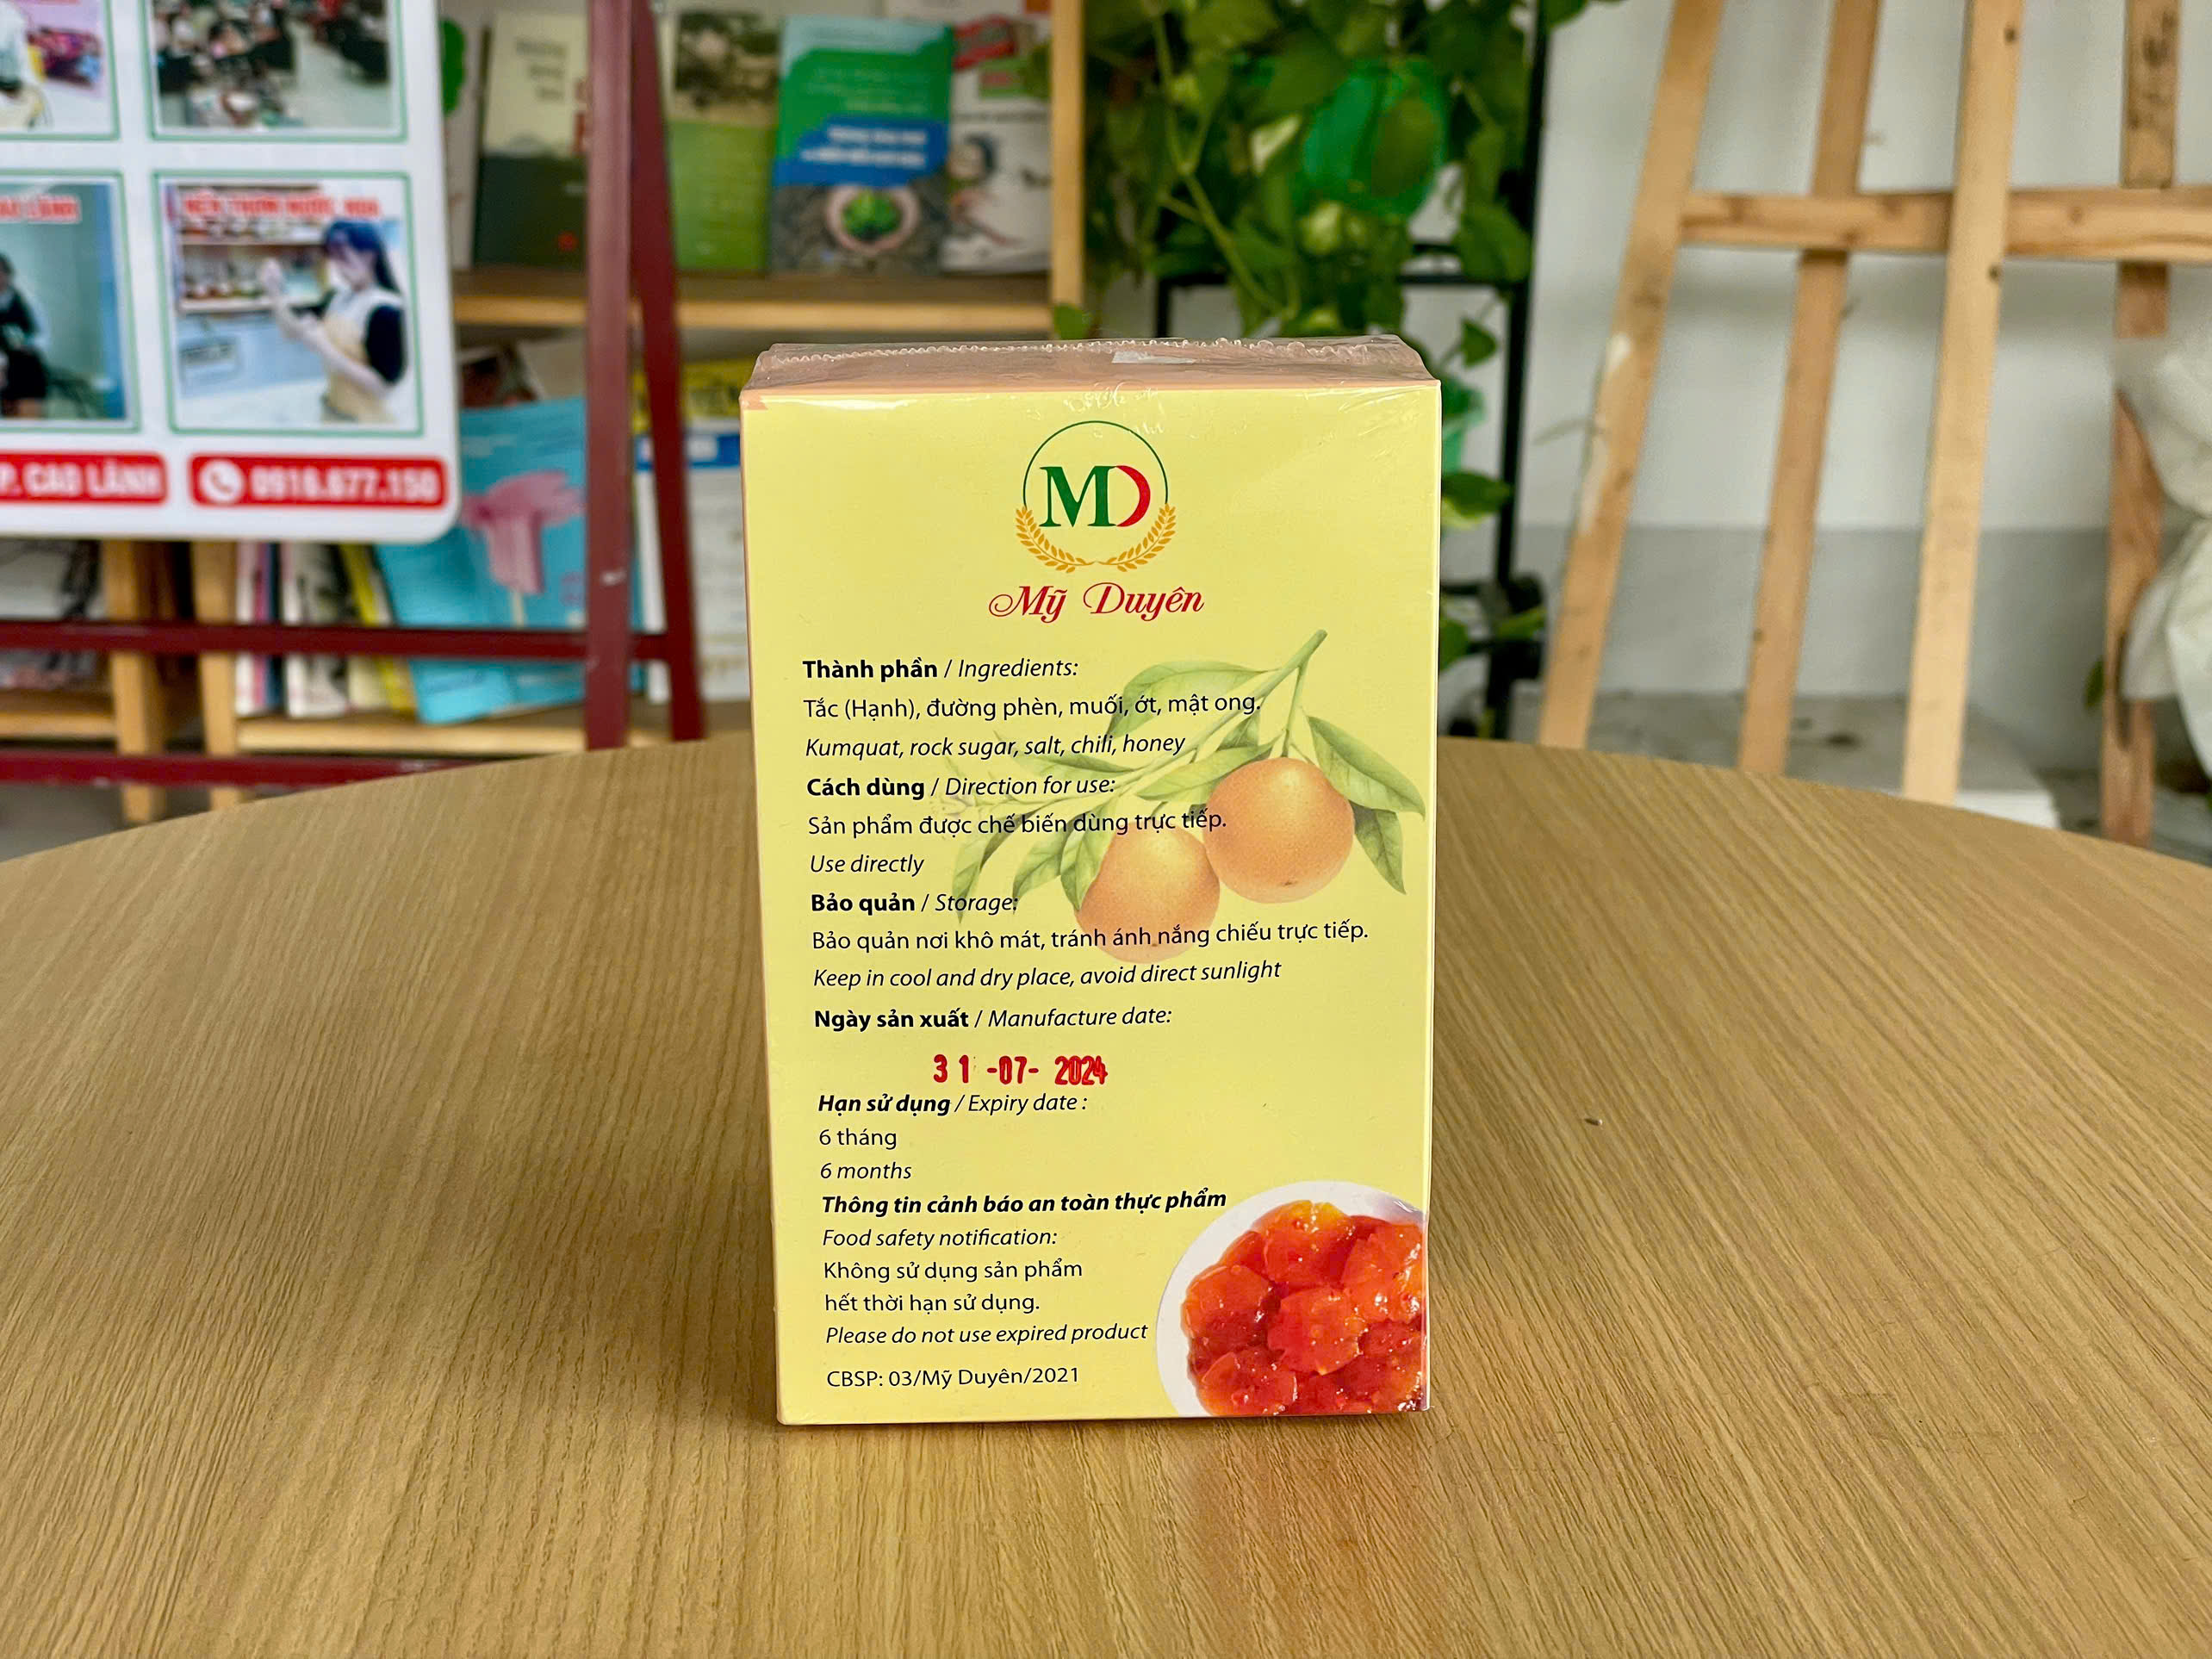 P. CAO LÃNH
0918.677.150
MD
Mỹ Duyên
Thành phần / Ingredients:
Tắc (Hạnh), đường phèn, muối, ớt, mật ong.
Kumquat, rock sugar, salt, chili, honey
Cách dùng / Direction for use:
Sản phẩm được chế biến dùng trực tiếp.
Use directly
Bảo quản / Storage:
Bảo quản nơi khô mát, tránh ánh nắng chiếu trực tiếp.
Keep in cool and dry place, avoid direct sunlight
Ngày sản xuất / Manufacture date:
31 -07- 2024
Hạn sử dụng / Expiry date :
6 tháng
6 months
Thông tin cảnh báo an toàn thực phẩm
Food safety notification:
Không sử dụng sản phẩm
hết thời hạn sử dụng.
Please do not use expired product
CBSP: 03/Mỹ Duyên/2021